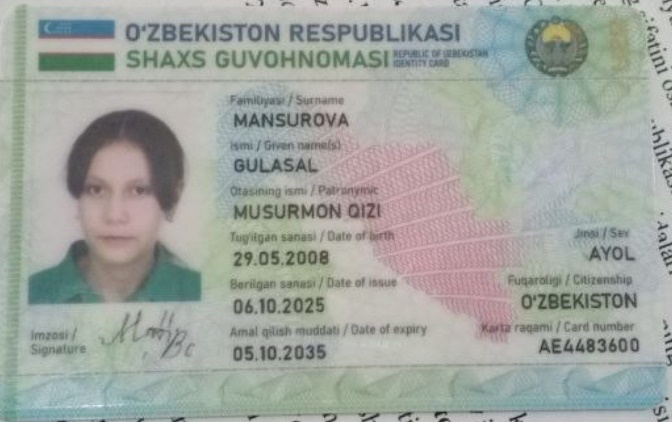 O'ZBEKISTON RESPUBLIKASI
SHAXS GUVOHNOMASI REPUBLIC OF UZBEKISTAN
IDENTITY CARD
Familiyasi / Surname
MANSUROVA
Ismi / Given name(s)
GULASAL
Otasining ismi / Patronymic
MUSURMON QIZI
Tug'ilgan sanasi / Date of birth
29.05.2008
Jinsi / Sex
AYOL
Berilgan sanasi / Date of issue
06.10.2025
Fuqaroligi / Citizenship
O'ZBEKISTON
Amal qilish muddati / Date of expiry
05.10.2035
Karta raqami / Card number
AE4483600
Imzosi /
Signature